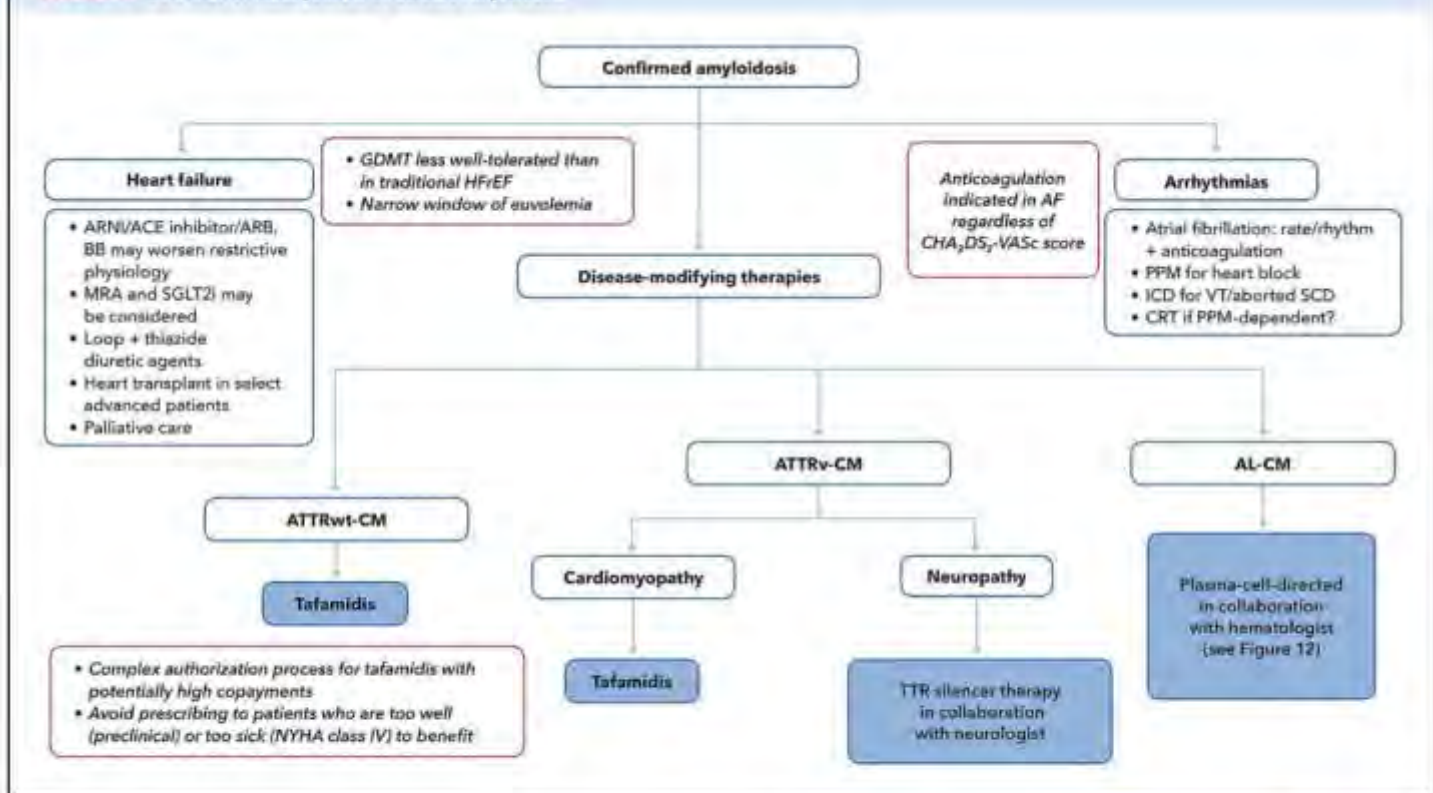 Confirmed amyloidosis
Heart failure
• GDMT less well-tolerated than
in traditional HFrEF
• Narrow window of euvolemia
Anticoagulation
indicated in AF
regardless of
CHA₂DS₂-VASc score
Arrhythmias
• ARNI/ACE inhibitor/ARB,
BB may worsen restrictive
physiology
• MRA and SGLT2i may
be considered
• Loop + thiazide
diuretic agents
• Heart transplant in select
advanced patients
• Palliative care
Disease-modifying therapies
• Atrial fibrillation: rate/rhythm
+ anticoagulation
• PPM for heart block
• ICD for VT/aborted SCD
• CRT if PPM-dependent?
ATTRwt-CM
ATTRv-CM
AL-CM
Tafamidis
Cardiomyopathy
Neuropathy
Plasma-cell-directed
in collaboration
with hematologist
(see Figure 12)
• Complex authorization process for tafamidis with
potentially high copayments
• Avoid prescribing to patients who are too well
(preclinical) or too sick (NYHA class IV) to benefit
Tafamidis
TTR silencer therapy
in collaboration
with neurologist